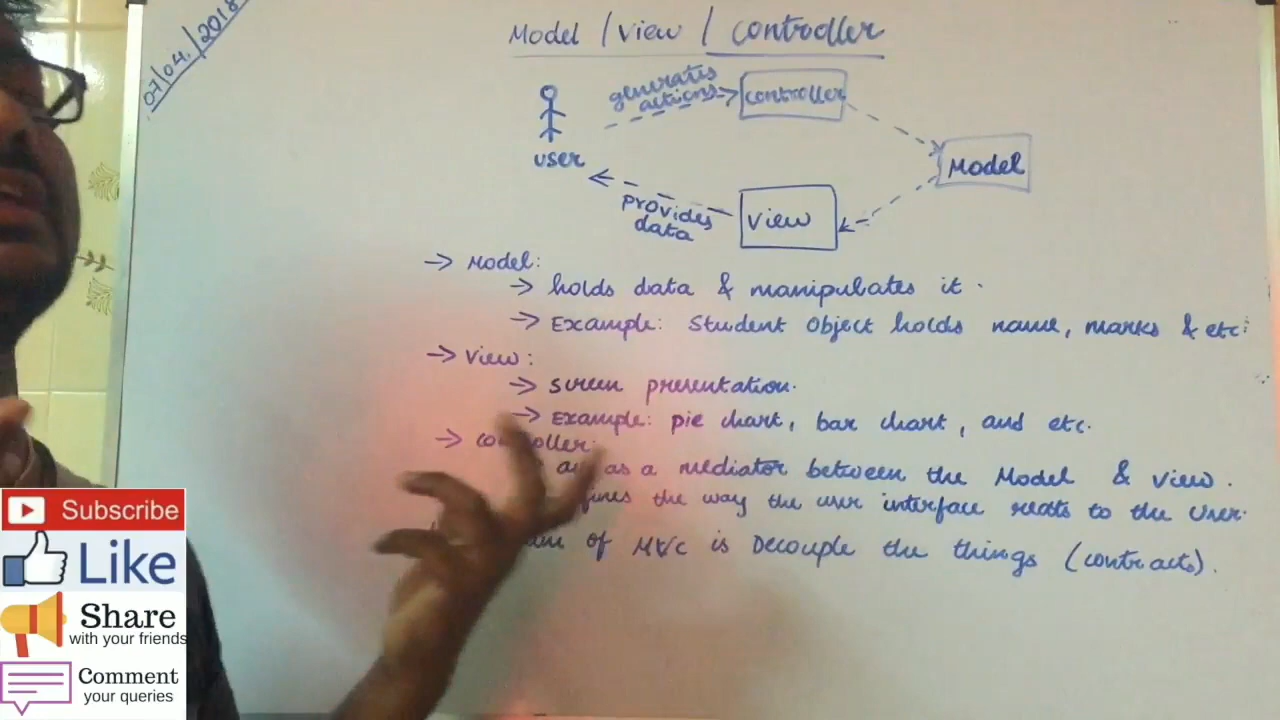 07/04/2018
Model / View / Controller
generates
actions
Controller
user
Model
provides
data
View
→ Model:
→ holds data & manipulates it.
→ Example: Student Object holds name, marks & etc.
→ View:
→ Screen presentation.
→ Example: pie chart, bar chart, and etc.
→ Controller:
as a mediator between the Model & View.
the way the user interface reats to the User.
of MVC is Decouple the things (contracts).
Subscribe
Like
Share
with your friends
Comment
your queries